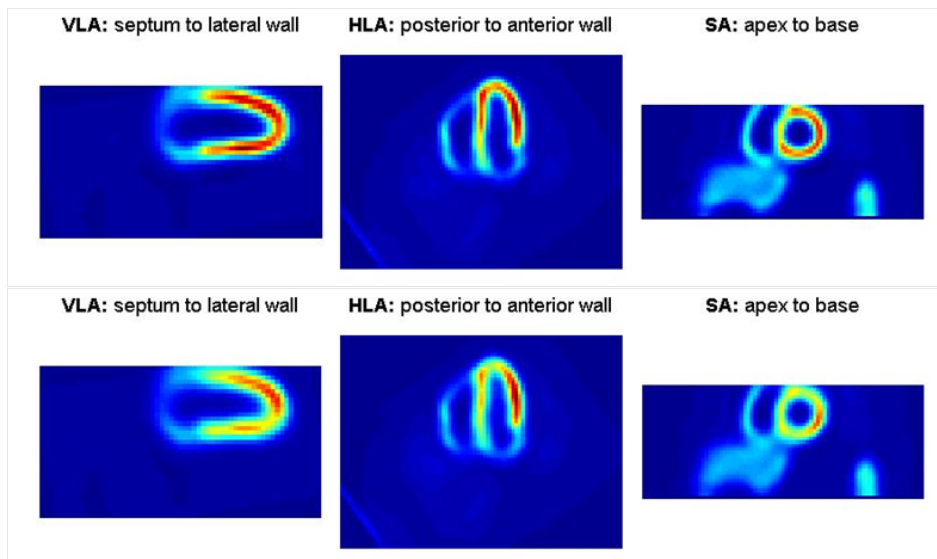 VLA: septum to lateral wall
HLA: posterior to anterior wall
SA: apex to base
VLA: septum to lateral wall
HLA: posterior to anterior wall
SA: apex to base